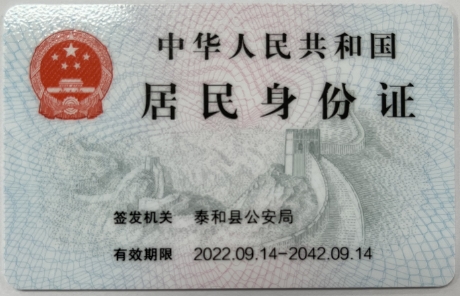 中华人民共和国
居民身份证
签发机关 泰和县公安局
有效期限 2022.09.14-2042.09.14